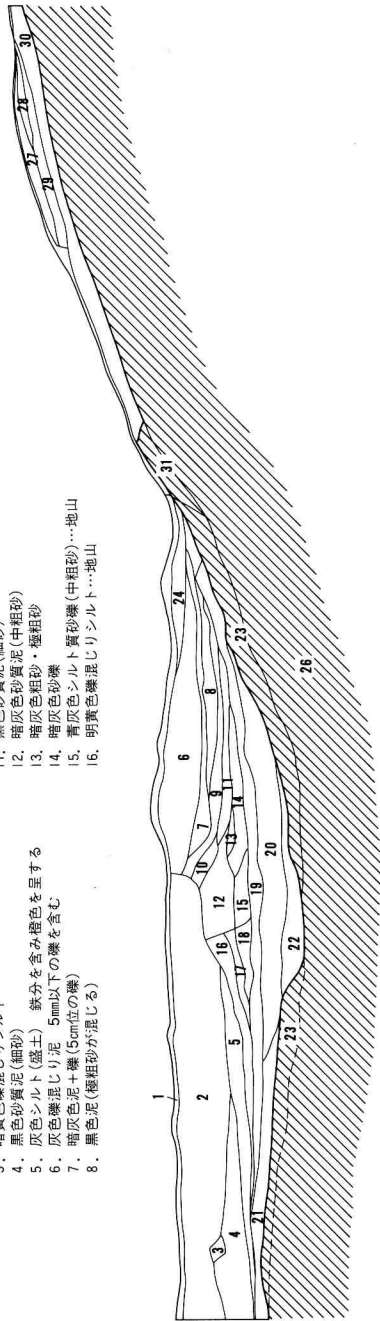 3. 暗黄色礫混じりシルト
4. 黒色砂質泥(細砂)
5. 灰色シルト(盛土) 鉄分を含み橙色を呈する
6. 灰色礫混じり泥 5mm以下の礫を含む
7. 暗灰色泥+礫(5cm位の礫)
8. 黒色泥(極粗砂が混じる)
11. 黒色砂質泥(細砂)
12. 暗灰色砂質泥(中粗砂)
13. 暗灰色粗砂・極粗砂
14. 暗灰色砂礫
15. 青灰色シルト質砂礫(中粗砂)…地山
16. 明黄色礫混じりシルト…地山
1
2
3
4
5
6
7
8
9
10
11
12
13
14
15
16
17
18
19
20
21
22
23
23
24
26
27
28
29
30
31